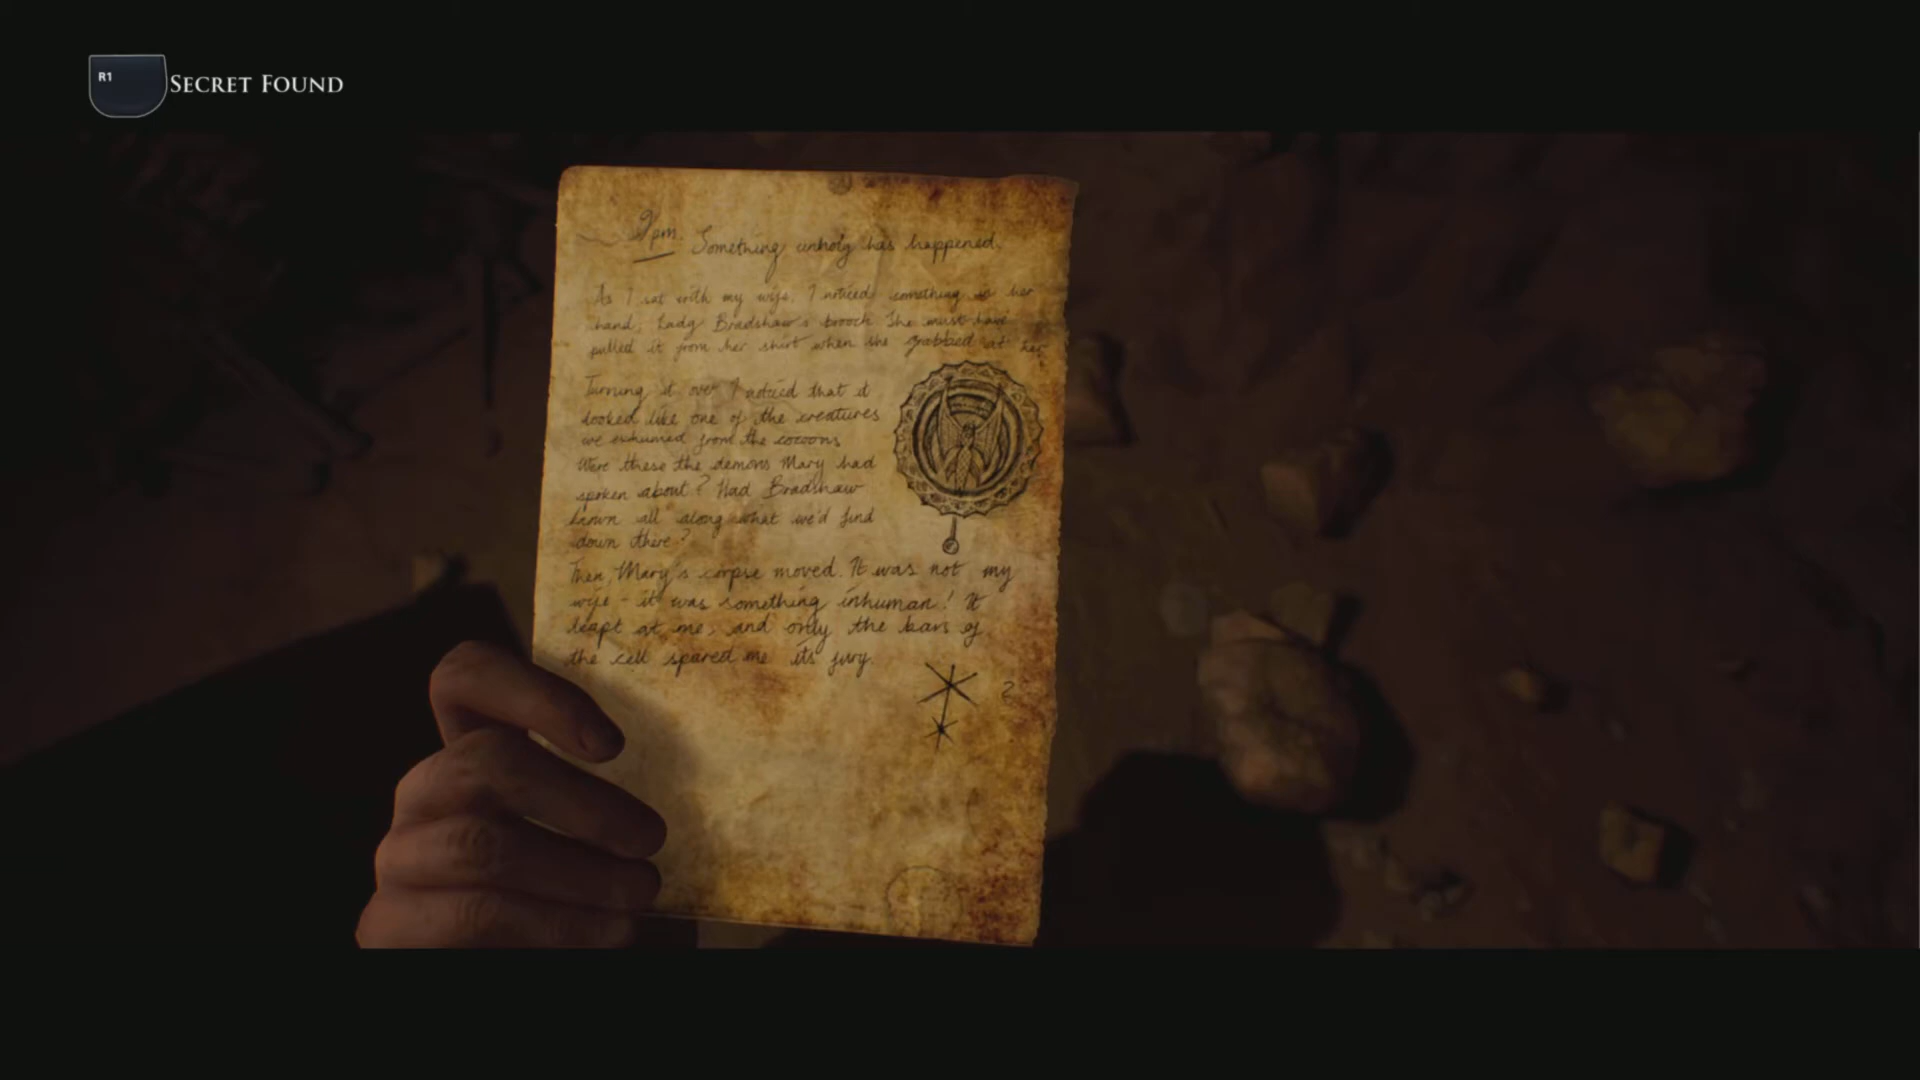 R1
SECRET FOUND
9pm. Something unholy has happened.
As I sat with my wife, I noticed something in her
hand, Lady Bradshaw's brooch. She must have
pulled it from her shirt when she grabbed at her
Turning it over I noticed that it
looked like one of the creatures
we exhumed from the cocoons
Were these the demons Mary had
spoken about? Had Bradshaw
known all along what we'd find
down there?
Then, Mary's corpse moved. It was not my
wife - it was something inhuman! It
leapt at me, and only the bars of
the cell spared me its fury.
?